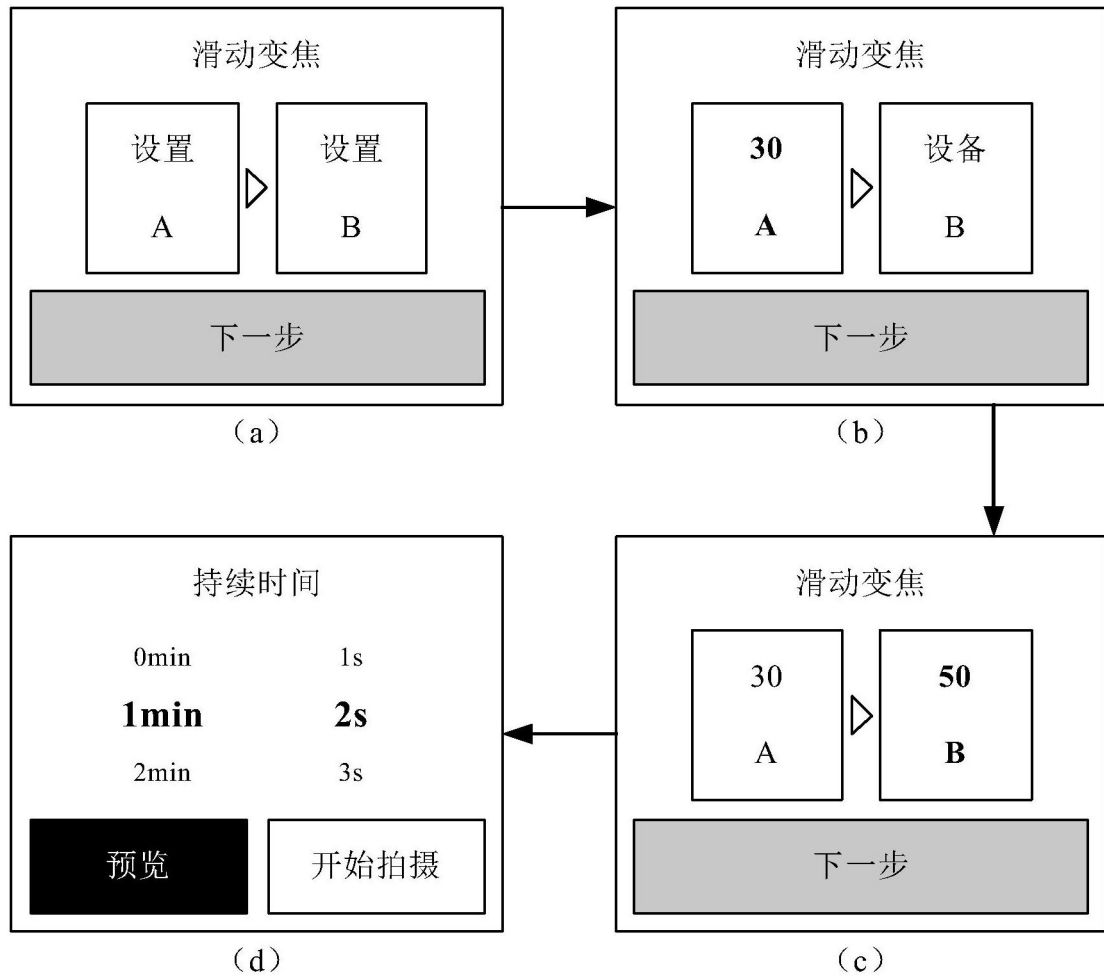 滑动变焦
设置 设置
A B
下一步
(a)
滑动变焦
30 设备
A B
下一步
(b)
持续时间
0min 1s
1min 2s
2min 3s
预览 开始拍摄
(d)
滑动变焦
30 50
A B
下一步
(c)